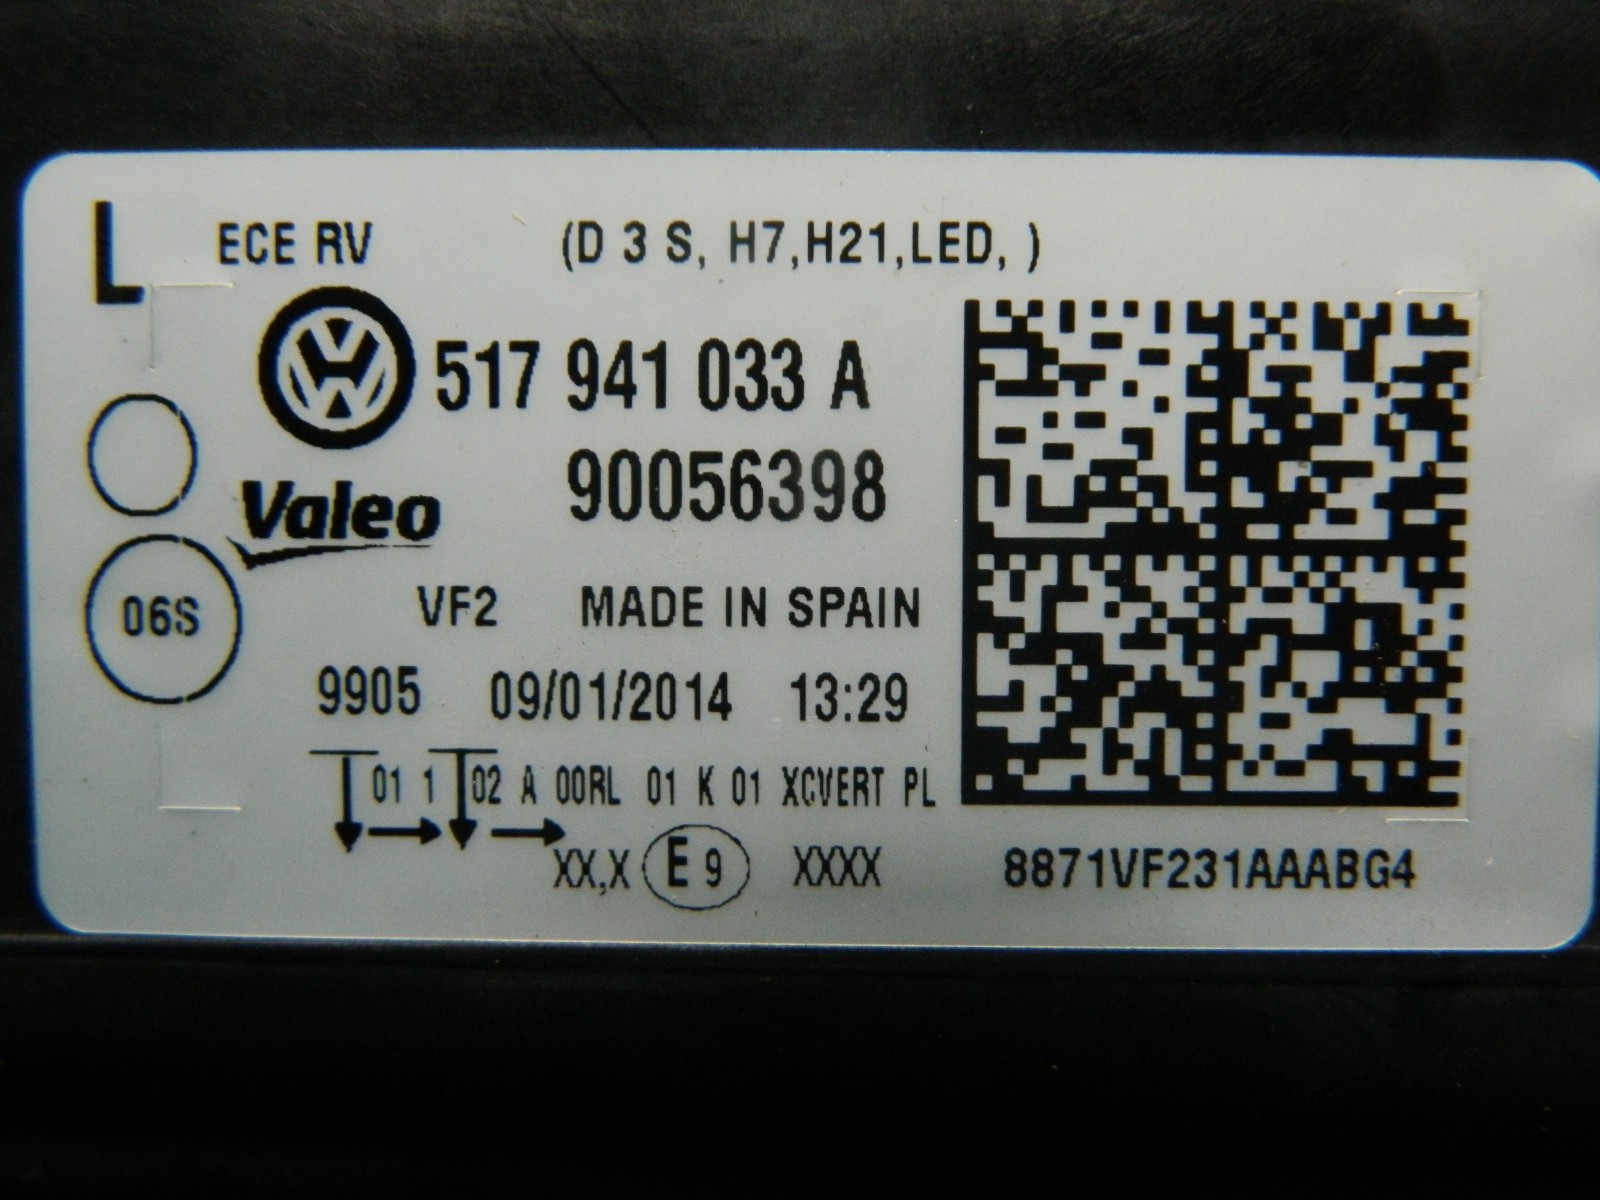 L ECE RV (D 3 S, H7,H21,LED, )
517 941 033 A
90056398
Valeo
06S VF2 MADE IN SPAIN
9905 09/01/2014 13:29
01 1 02 A 00RL 01 K 01 XCVERT PL
XX,X E 9 XXXX 8871VF231AAABG4